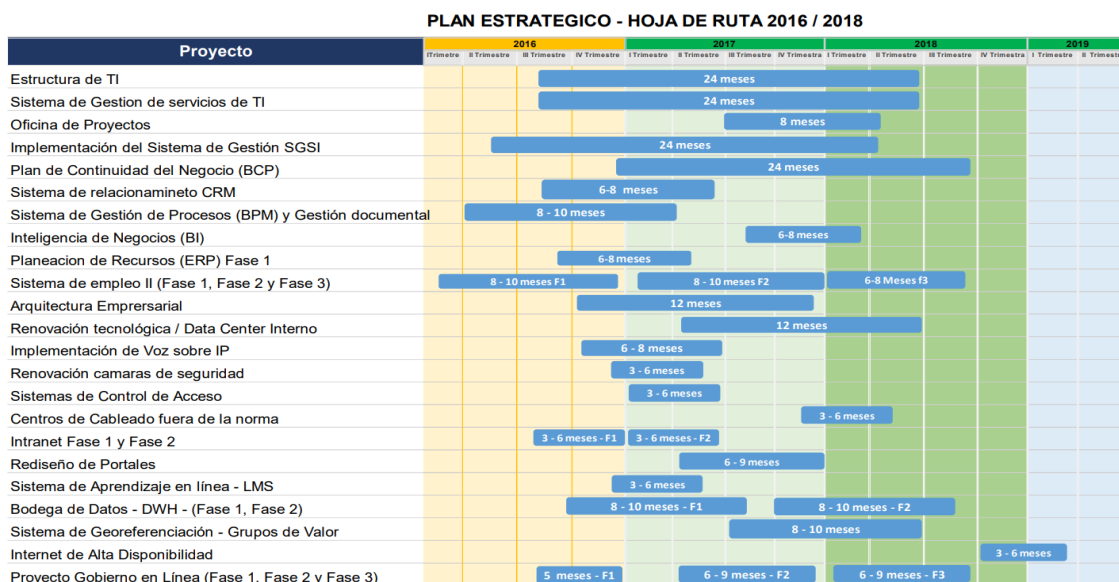 PLAN ESTRATEGICO - HOJA DE RUTA 2016 / 2018
Proyecto 2016 2017 2018 2019
ITrimestre II Trimestre III Trimestre IV Trimestre I Trimestre II Trimestre III Trimestre IV Trimestra I Trimestre II Trimestre III Trimestre IV Trimestre I Trimestre II Trimestre
Estructura de TI 24 meses
Sistema de Gestion de servicios de TI 24 meses
Oficina de Proyectos 8 meses
Implementación del Sistema de Gestión SGSI 24 meses
Plan de Continuidad del Negocio (BCP) 24 meses
Sistema de relacionamineto CRM 6-8 meses
Sistema de Gestión de Procesos (BPM) y Gestión documental 8 - 10 meses
Inteligencia de Negocios (BI) 6-8 meses
Planeacion de Recursos (ERP) Fase 1 6-8 meses
Sistema de empleo II (Fase 1, Fase 2 y Fase 3) 8 - 10 meses F1 8 - 10 meses F2 6-8 Meses f3
Arquitectura Emprersarial 12 meses
Renovación tecnológica / Data Center Interno 12 meses
Implementación de Voz sobre IP 6 - 8 meses
Renovación camaras de seguridad 3 - 6 meses
Sistemas de Control de Acceso 3 - 6 meses
Centros de Cableado fuera de la norma 3 - 6 meses
Intranet Fase 1 y Fase 2 3 - 6 meses - F1 3 - 6 meses - F2
Rediseño de Portales 6 - 9 meses
Sistema de Aprendizaje en línea - LMS 3 - 6 meses
Bodega de Datos - DWH - (Fase 1, Fase 2) 8 - 10 meses - F1 8 - 10 meses - F2
Sistema de Georeferenciación - Grupos de Valor 8 - 10 meses
Internet de Alta Disponibilidad 3 - 6 meses
Proyecto Gobierno en Línea (Fase 1, Fase 2 y Fase 3) 5 meses - F1 6 - 9 meses - F2 6 - 9 meses - F3